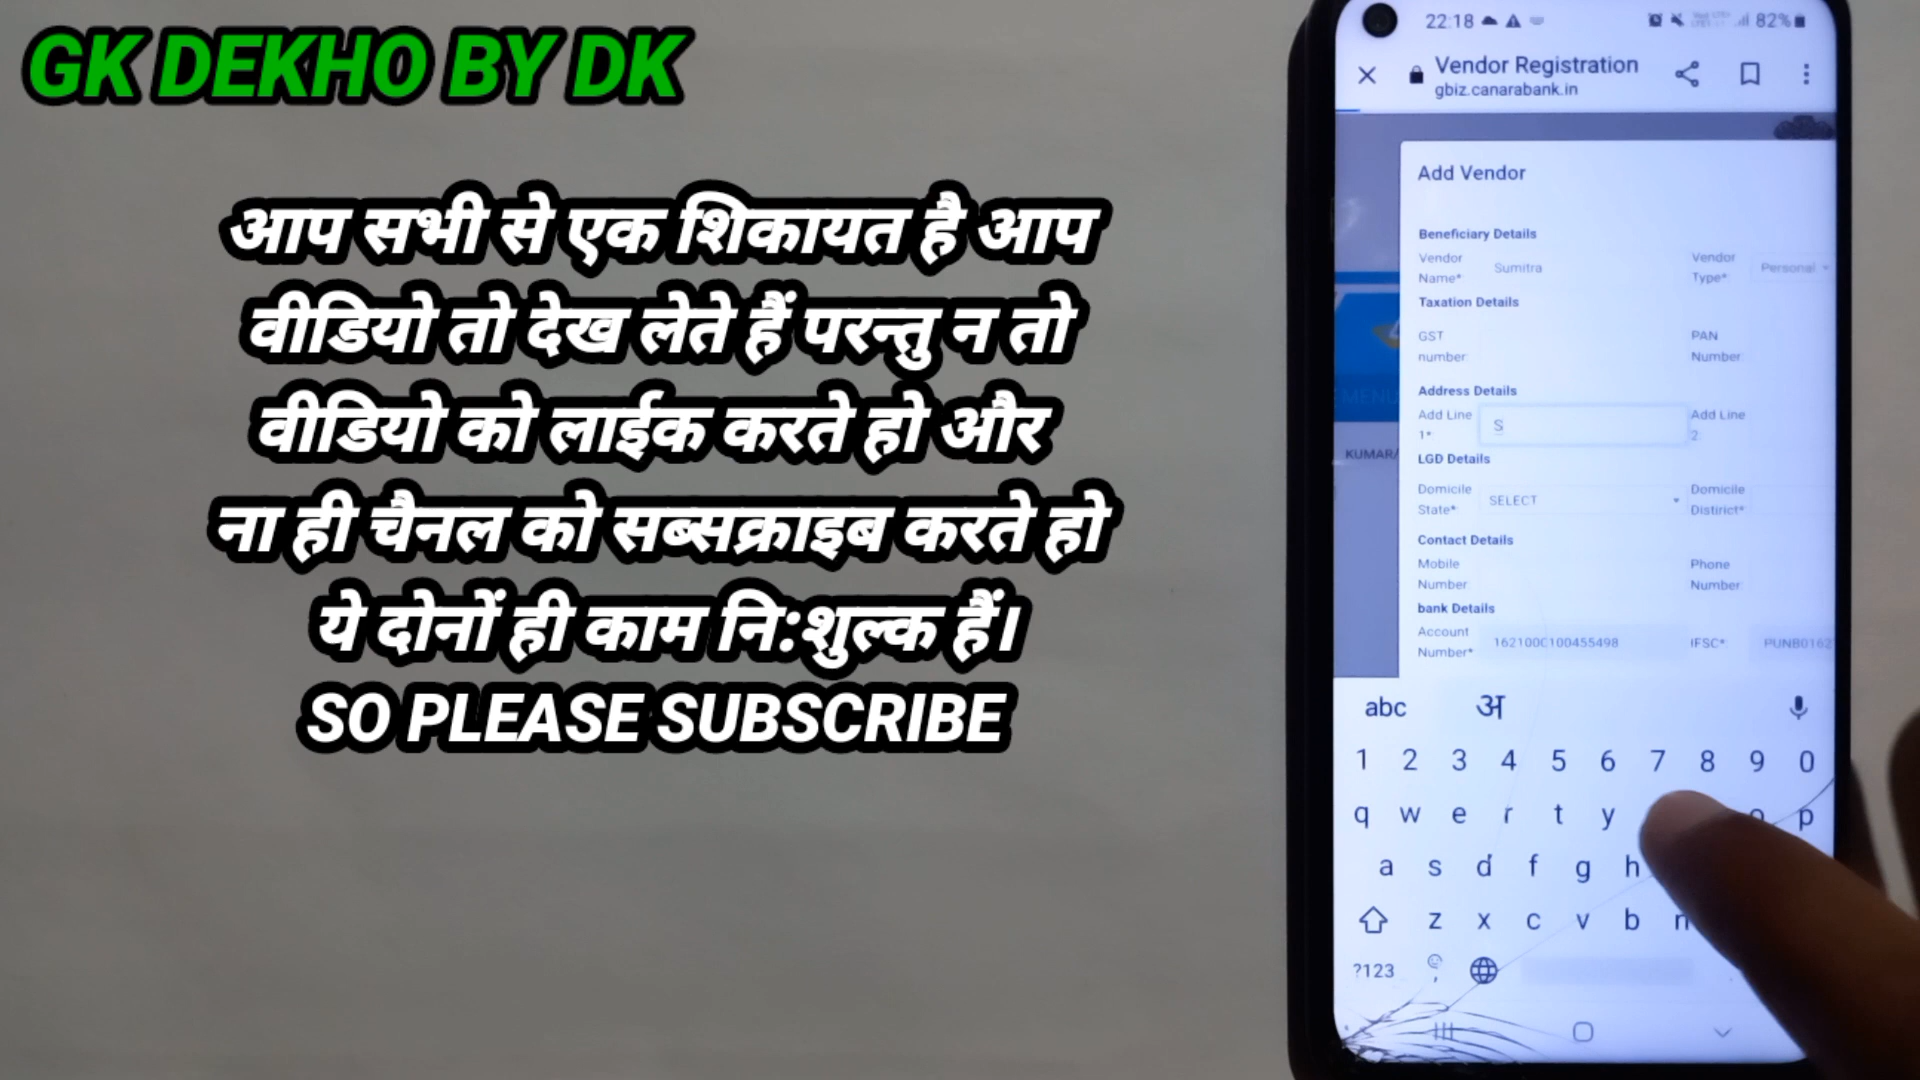 GK DEKHO BY DK
आप सभी से एक शिकायत है आप
वीडियो तो देख लेते हैं परन्तु न तो
वीडियो को लाईक करते हो और
ना ही चैनल को सब्सक्राइब करते हो
ये दोनों ही काम नि:शुल्क हैं।
SO PLEASE SUBSCRIBE
22:18
82%
Vendor Registration
gbiz.canarabank.in
Add Vendor
Beneficiary Details
Vendor Name* Sumitra Vendor Type* Personal
Taxation Details
GST number PAN Number
Address Details
Add Line 1* S Add Line 2
LGD Details
Domicile State* SELECT Domicile Distirict*
Contact Details
Mobile Number Phone Number
bank Details
Account Number* IFSC*
MENU
KUMAR/
abc अ
1 2 3 4 5 6 7 8 9 0
q w e r t y o p
a s d f g h
z x c v b n
?123 ,